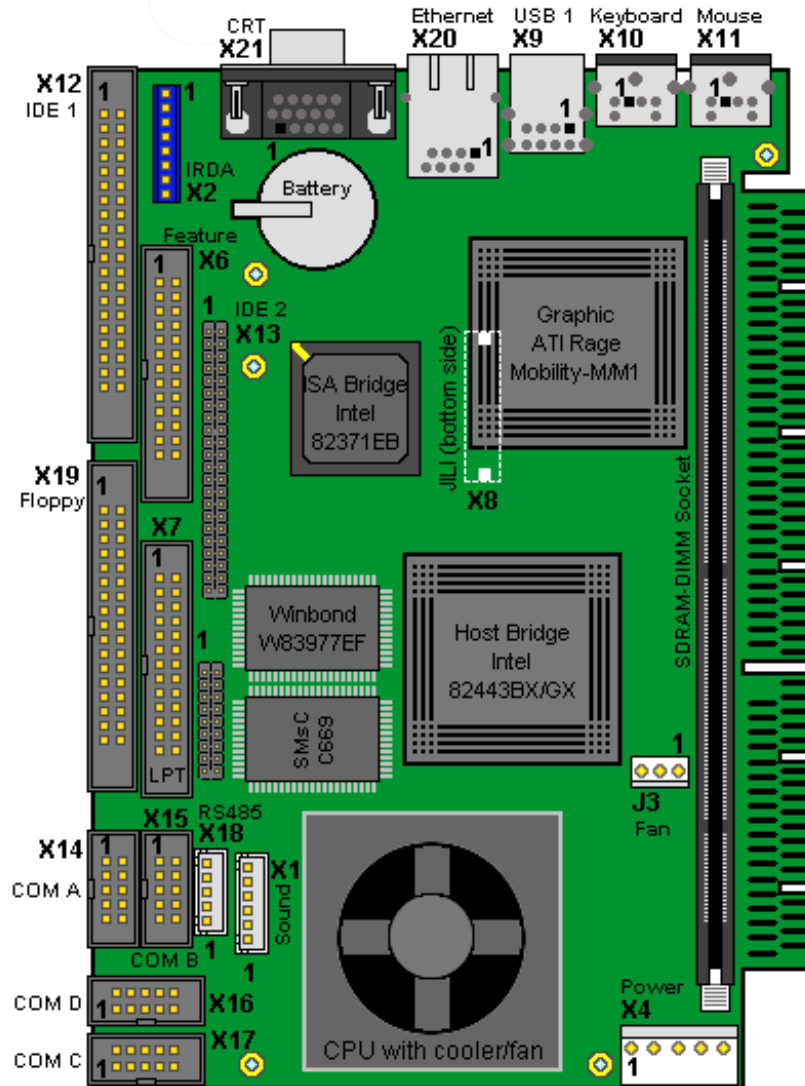 Ethernet
X20
USB 1
X9
Keyboard
X10
Mouse
X11
CRT
X21
X12
IDE 1
1
1
1
1
1
1
1
IRDA
X2
Battery
Feature
X6
1
1
IDE 2
X13
ISA Bridge
Intel
82371EB
Graphic
ATI Rage
Mobility-M/M1
JILI (bottom side)
X8
SDRAM-DIMM Socket
X19
Floppy
1
X7
1
LPT
Winbond
W83977EF
1
SMsC
C669
Host Bridge
Intel
82443BX/GX
1
J3
Fan
X14
COM A
1
X15
1
COM B
RS485
X18
1
X1
Sound
1
COM D
1
X16
COM C
1
X17
CPU with cooler/fan
Power
X4
1